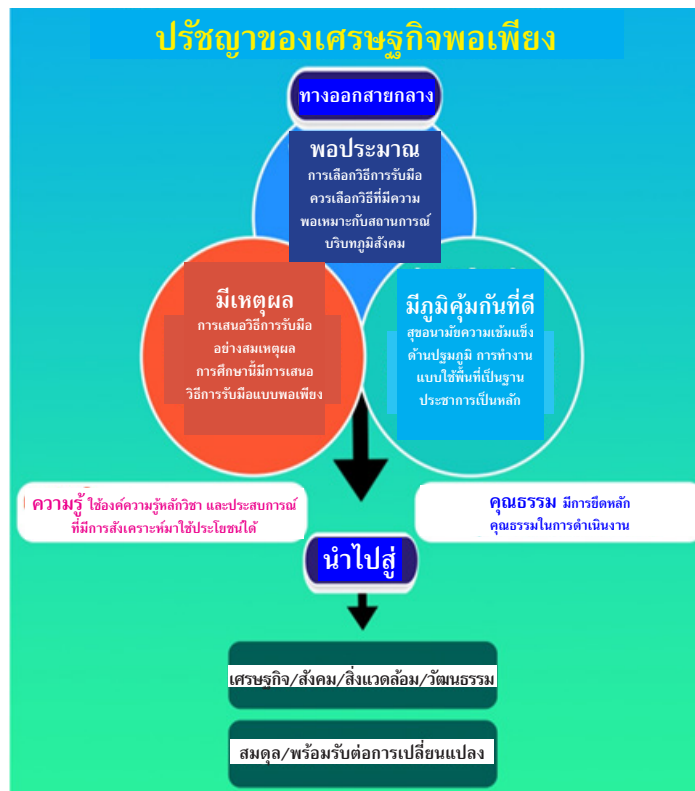 ปรัชญาของเศรษฐกิจพอเพียง
ทางออกสายกลาง
พอประมาณ
การเลือกวิธีการรับมือ
ควรเลือกวิธีที่มีความ
พอเหมาะกับสถานการณ์
บริบทภูมิสังคม
มีเหตุผล
การเสนอวิธีการรับมือ
อย่างสมเหตุผล
การศึกษานี้มีการเสนอ
วิธีการรับมือแบบพอเพียง
มีภูมิคุ้มกันที่ดี
สุขอนามัยความเข้มแข็ง
ด้านปฐมภูมิ การทำงาน
แบบใช้พื้นที่เป็นฐาน
ประชาการเป็นหลัก
ความรู้ ใช้องค์ความรู้หลักวิชา และประสบการณ์
ที่มีการสังเคราะห์มาใช้ประโยชน์ได้
คุณธรรม มีการยึดหลัก
คุณธรรมในการดำเนินงาน
นำไปสู่
เศรษฐกิจ/สังคม/สิ่งแวดล้อม/วัฒนธรรม
สมดุล/พร้อมรับต่อการเปลี่ยนแปลง